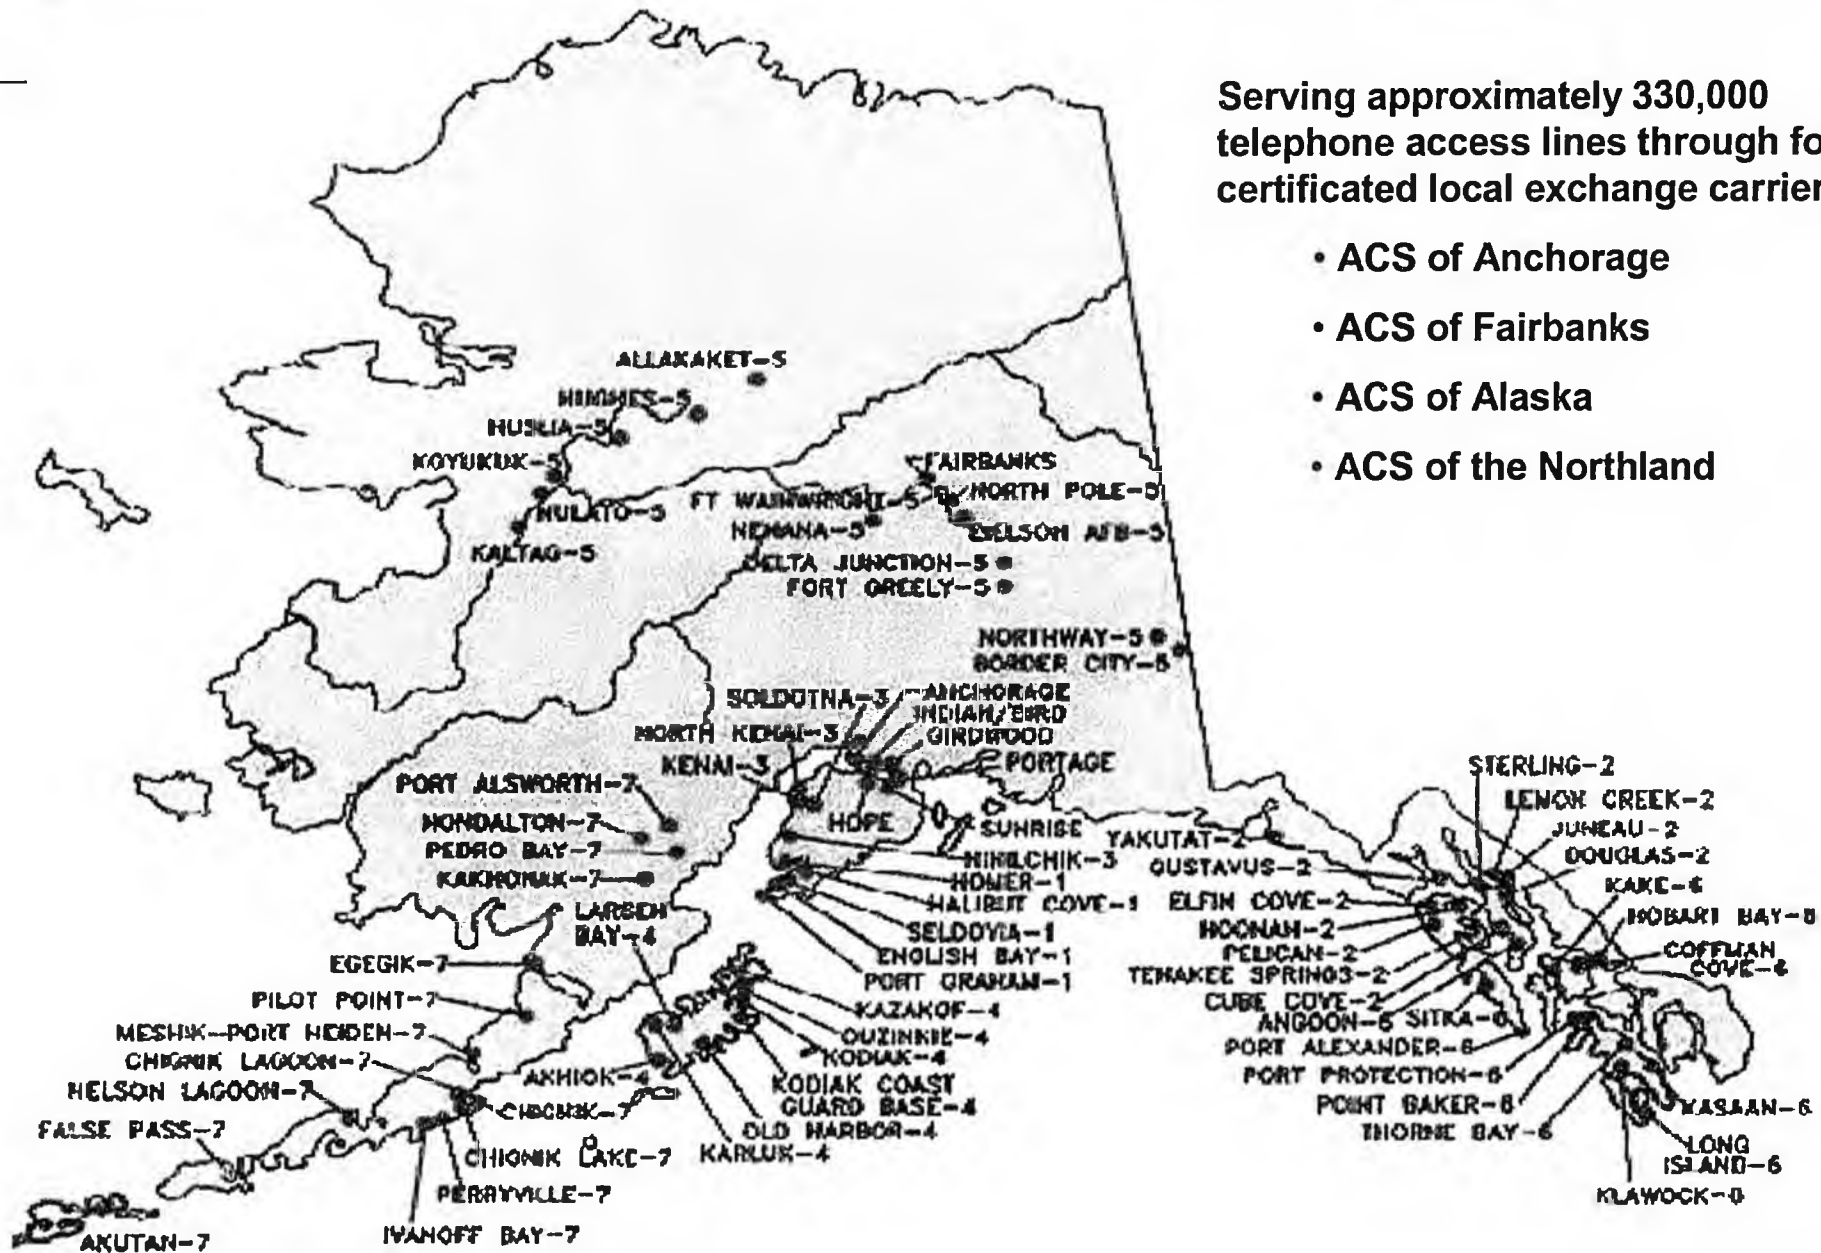 Serving approximately 330,000
telephone access lines through fo
certificated local exchange carrier
• ACS of Anchorage
• ACS of Fairbanks
• ACS of Alaska
• ACS of the Northland
ALLAKAKET-5
HUSLIA-5
KOYUKUK-5
NULATO-5
KALTAG-5
FAIRBANKS
FT WAINWRIGHT-5
NORTH POLE-5
NENANA-5
EIELSON AFB-5
DELTA JUNCTION-5
FORT GREELY-5
NORTHWAY-5
BORDER CITY-5
SOLDOTNA-3
ANCHORAGE
INDIAN/BIRD
NORTH KENAI-3
GIRDWOOD
KENAI-3
PORTAGE
PORT ALSWORTH-7
HOPE
SUNRISE
NONDALTON-7
PEDRO BAY-7
NINILCHIK-3
KAKHONAK-7
HOMER-1
HALIBUT COVE-1
LARSEN
BAY-4
SELDOVIA-1
ENGLISH BAY-1
PORT GRAHAM-1
EGEGIK-7
PILOT POINT-7
KAZAKOF-4
MESHIK-PORT HEIDEN-7
OUZINKIE-4
CHIGNIK LAGOON-7
KODIAK-4
AKHIOK-4
NELSON LAGOON-7
KODIAK COAST
GUARD BASE-4
CHIGNIK-7
FALSE PASS-7
OLD HARBOR-4
CHIGNIK LAKE-7
KARLUK-4
PERRYVILLE-7
IVANOFF BAY-7
AKUTAN-7
STERLING-2
LENOX CREEK-2
JUNEAU-2
YAKUTAT-2
DOUGLAS-2
GUSTAVUS-2
KAKE-6
ELFIN COVE-2
HOBART BAY-6
HOONAH-2
PELICAN-2
COFFMAN
COVE-6
TENAKEE SPRINGS-2
CUBE COVE-2
ANGOON-6
SITKA-6
PORT ALEXANDER-6
PORT PROTECTION-6
POINT BAKER-6
KASAAN-6
THORNE BAY-6
LONG
ISLAND-6
KLAWOCK-6